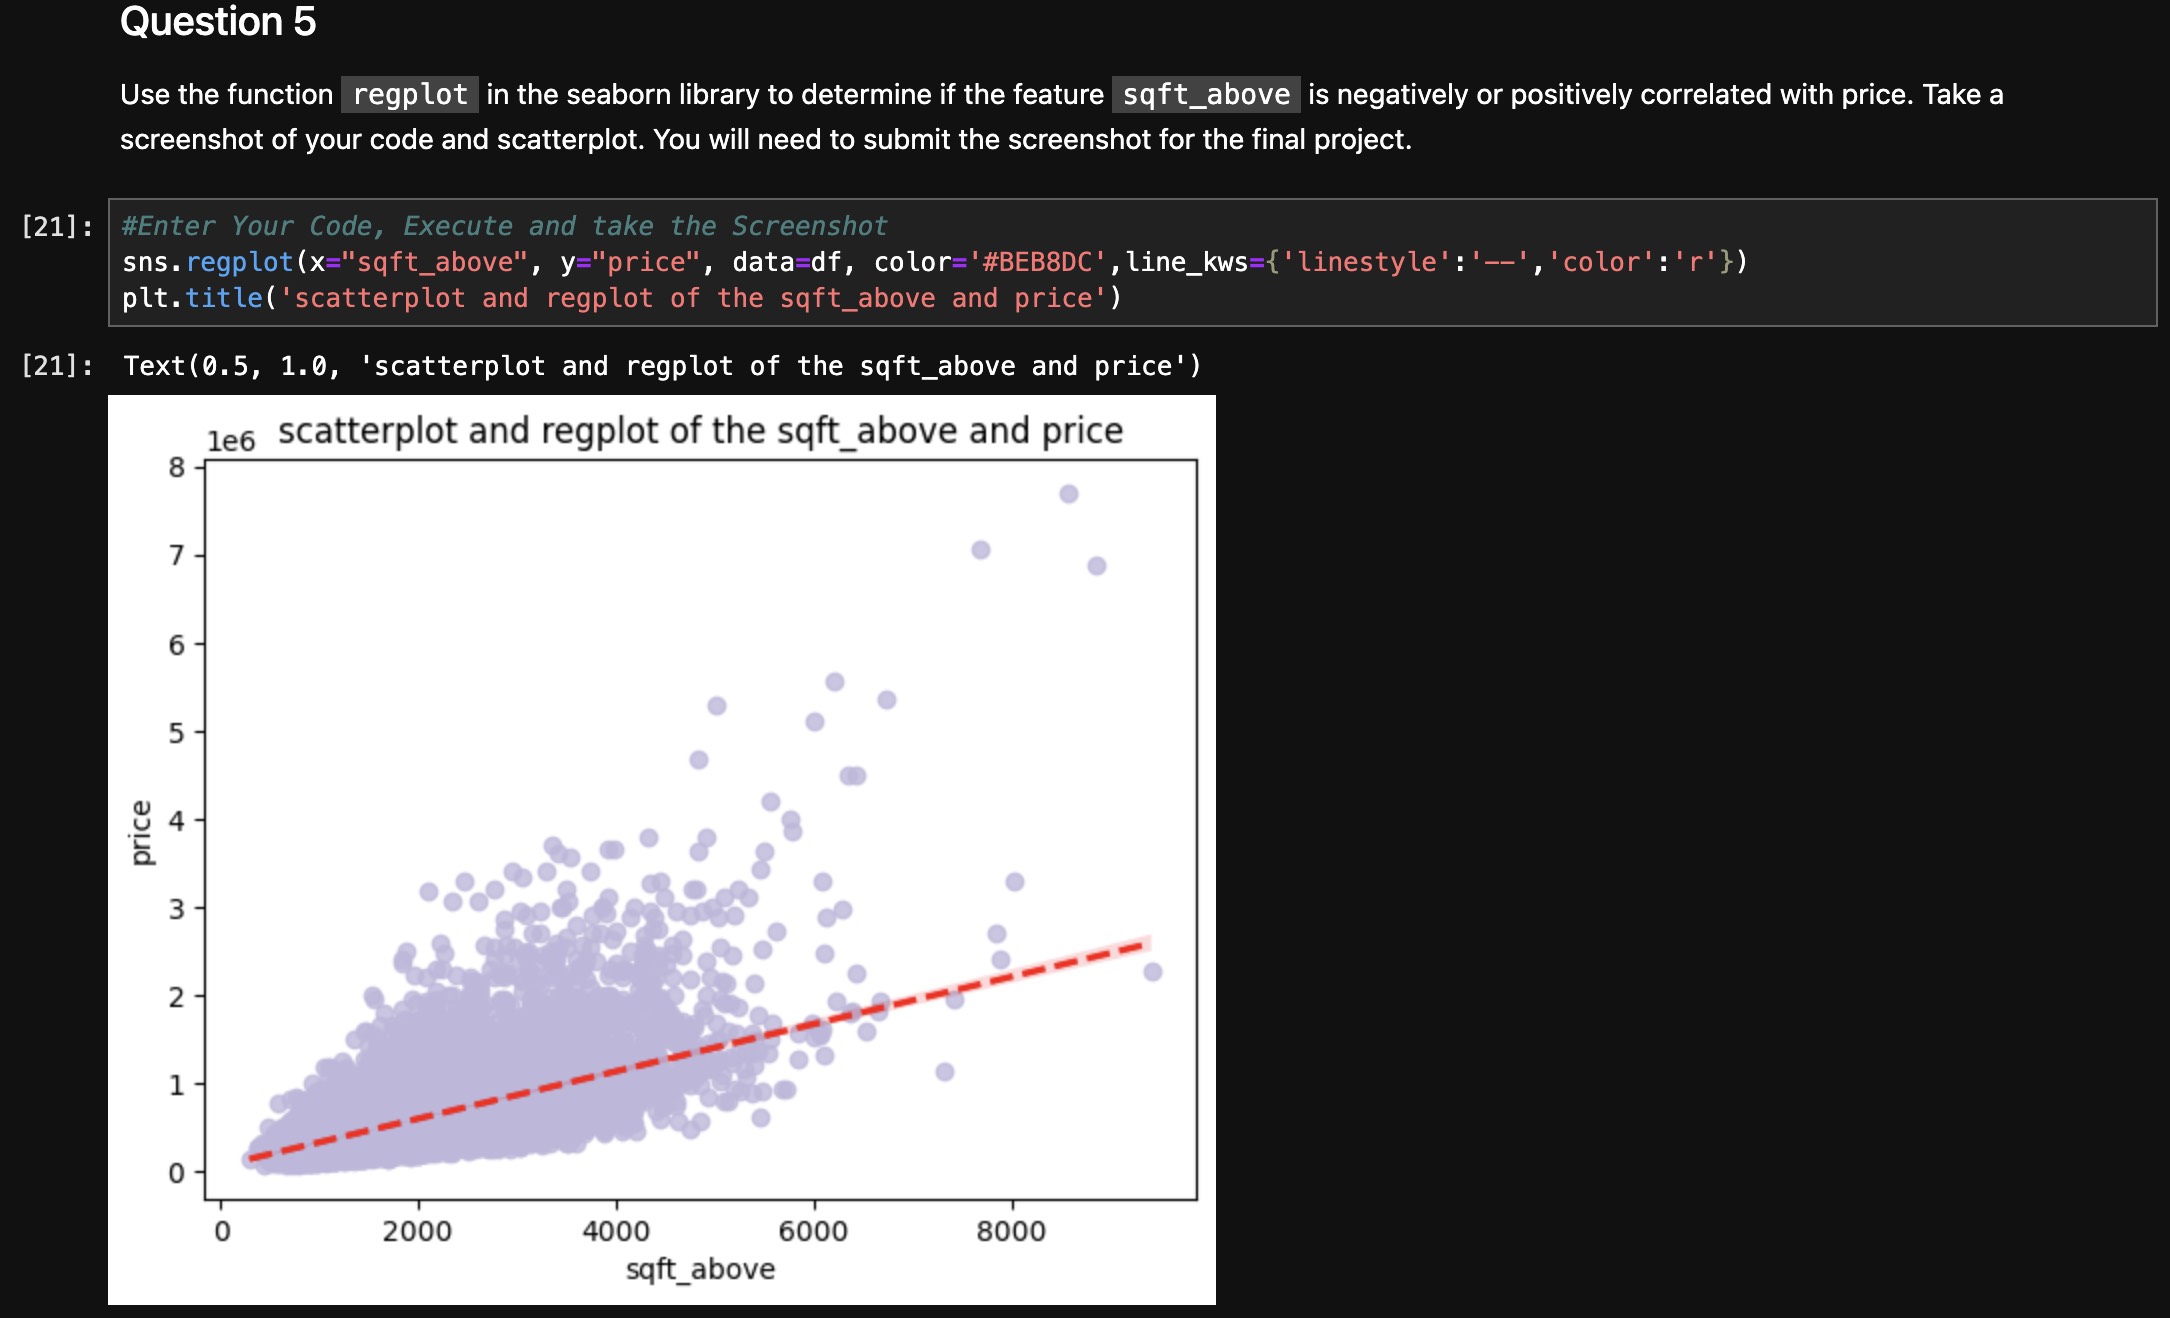 Question 5
Use the function regplot in the seaborn library to determine if the feature sqft_above is negatively or positively correlated with price. Take a
screenshot of your code and scatterplot. You will need to submit the screenshot for the final project.
[21]: #Enter Your Code, Execute and take the Screenshot
sns.regplot(x="sqft_above", y="price", data=df, color='#BEB8DC',line_kws={'linestyle':'--','color':'r'})
plt.title('scatterplot and regplot of the sqft_above and price')
[21]: Text(0.5, 1.0, 'scatterplot and regplot of the sqft_above and price')
1e6 scatterplot and regplot of the sqft_above and price
8
7
6
5
4
3
2
1
0
price
0 2000 4000 6000 8000
sqft_above